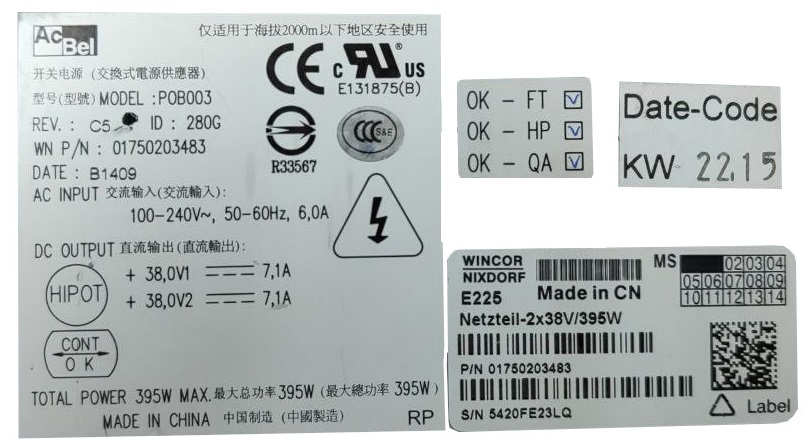 AcBel
仅适用于海拔2000m以下地区安全使用
开关电源 (交換式電源供應器)
CE c RU us
E131875(B)
型号(型號) MODEL : POB003
REV. : C5 ID : 280G
WN P/N : 01750203483
R33567
CCC S&E
DATE : B1409
AC INPUT 交流输入(交流輸入):
100-240V~, 50-60Hz, 6,0A
DC OUTPUT 直流输出(直流輸出):
+ 38,0V1 7,1A
+ 38,0V2 7,1A
HIPOT
CONT
OK
TOTAL POWER 395W MAX. 最大总功率 395W (最大總功率 395W)
MADE IN CHINA 中国制造 (中國製造) RP
OK - FT
OK - HP
OK - QA
Date-Code
KW 22.15
WINCOR
NIXDORF
MS 02 03 04
05 06 07 08 09
10 11 12 13 14
E225 Made in CN
Netzteil-2x38V/395W
P/N 01750203483
S/N 5420FE23LQ
Label